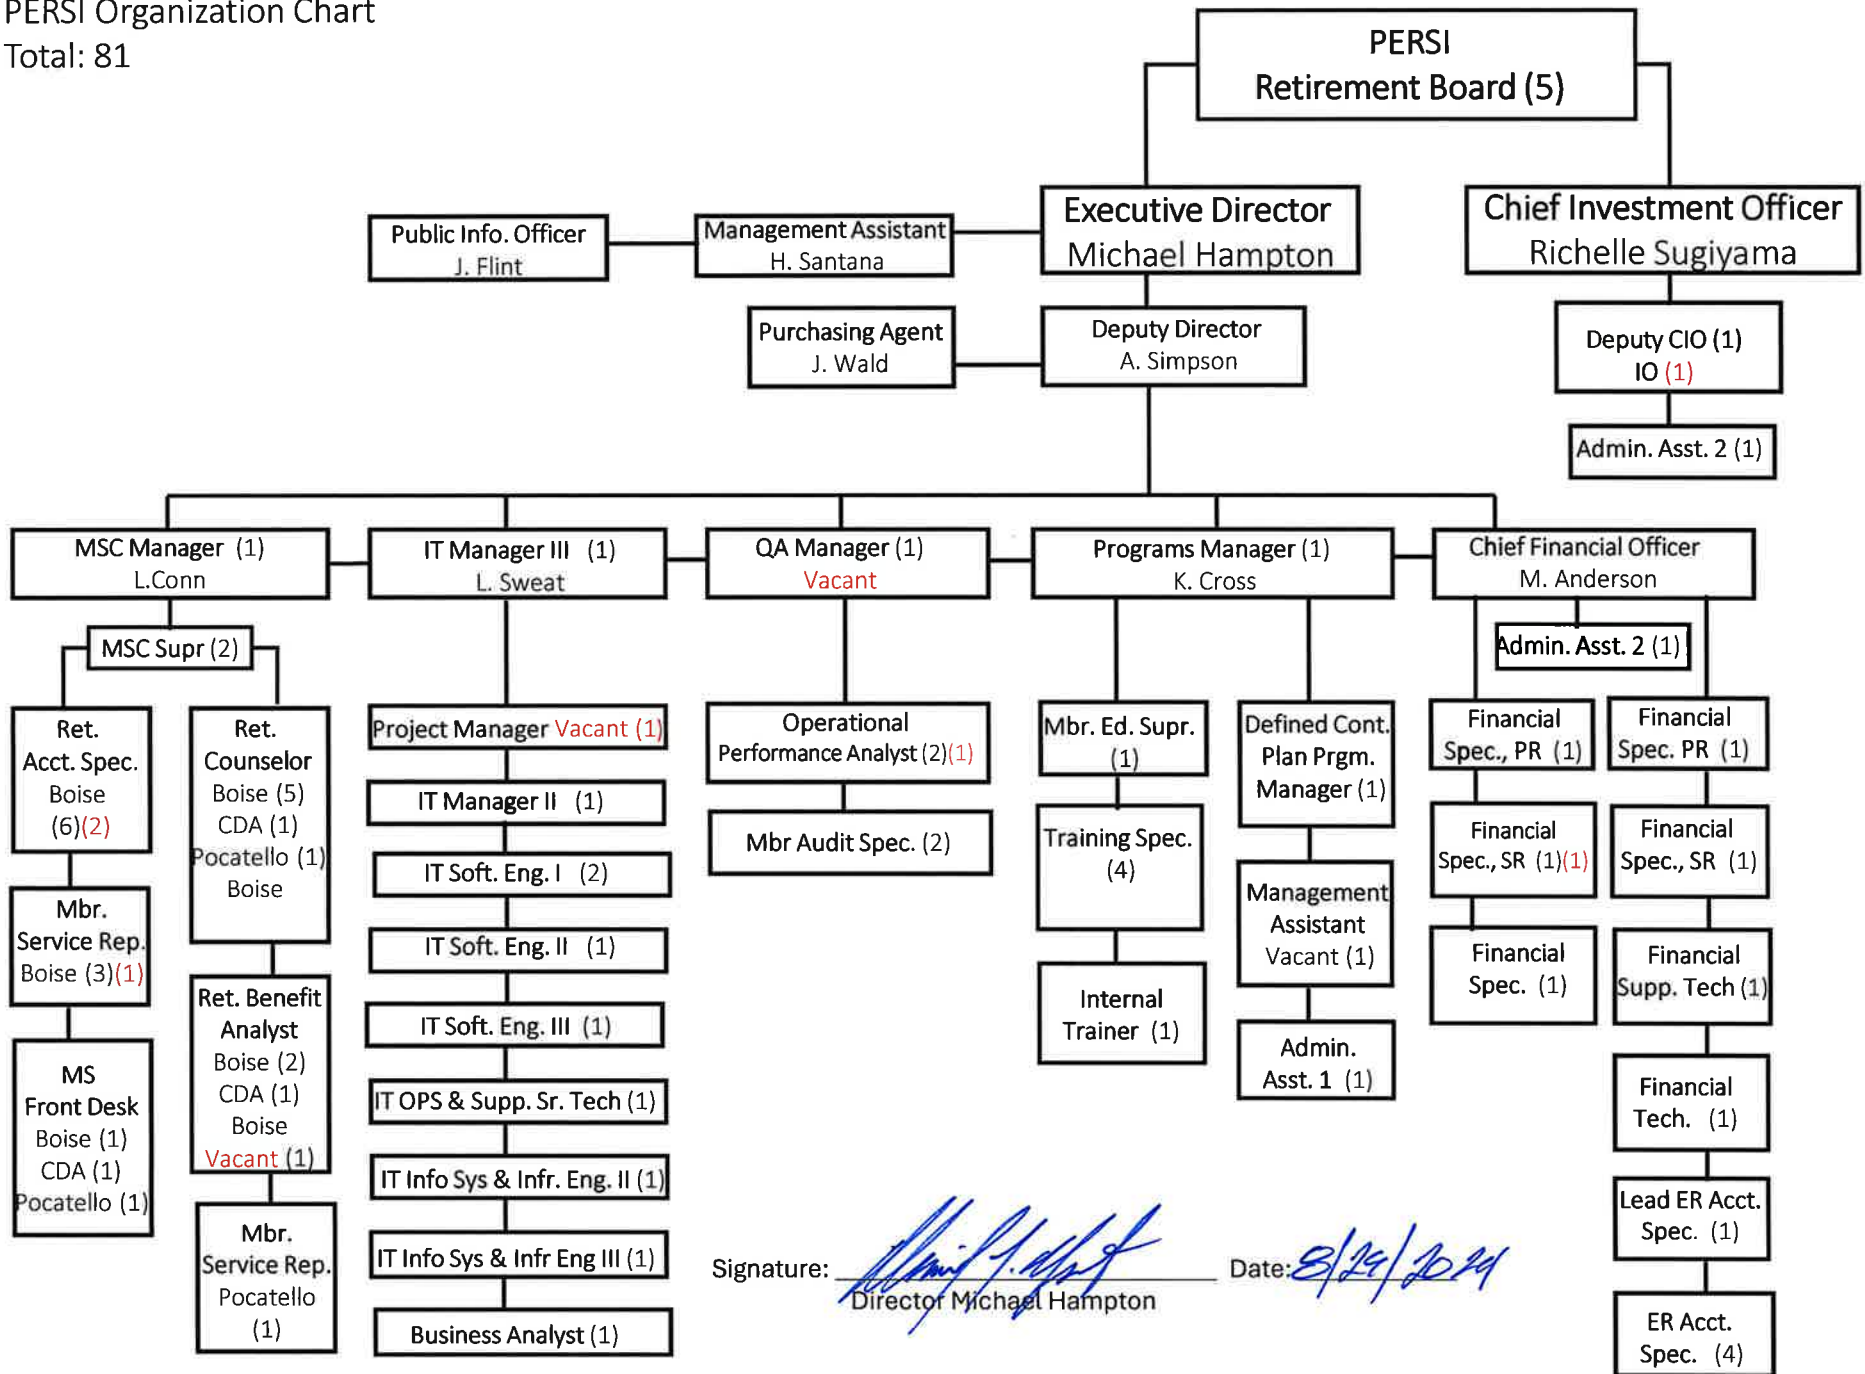 PERSI Organization Chart
Total: 81
PERSI
Retirement Board (5)
Executive Director
Michael Hampton
Chief Investment Officer
Richelle Sugiyama
Public Info. Officer
J. Flint
Management Assistant
H. Santana
Purchasing Agent
J. Wald
Deputy Director
A. Simpson
Deputy CIO (1)
IO (1)
Admin. Asst. 2 (1)
MSC Manager (1)
L.Conn
IT Manager III (1)
L. Sweat
QA Manager (1)
Vacant
Programs Manager (1)
K. Cross
Chief Financial Officer
M. Anderson
MSC Supr (2)
Admin. Asst. 2 (1)
Ret.
Acct. Spec.
Boise
(6)(2)
Mbr.
Service Rep.
Boise (3)(1)
MS
Front Desk
Boise (1)
CDA (1)
Pocatello (1)
Ret.
Counselor
Boise (5)
CDA (1)
Pocatello (1)
Boise
Ret. Benefit
Analyst
Boise (2)
CDA (1)
Boise
Vacant (1)
Mbr.
Service Rep.
Pocatello
(1)
Project Manager Vacant (1)
IT Manager II (1)
IT Soft. Eng. I (2)
IT Soft. Eng. II (1)
IT Soft. Eng. III (1)
IT OPS & Supp. Sr. Tech (1)
IT Info Sys & Infr. Eng. II (1)
IT Info Sys & Infr Eng III (1)
Business Analyst (1)
Operational
Performance Analyst (2)(1)
Mbr Audit Spec. (2)
Mbr. Ed. Supr.
(1)
Training Spec.
(4)
Internal
Trainer (1)
Defined Cont.
Plan Prgm.
Manager (1)
Management
Assistant
Vacant (1)
Admin.
Asst. 1 (1)
Financial
Spec., PR (1)
Financial
Spec., SR (1)(1)
Financial
Spec. (1)
Financial
Spec. PR (1)
Financial
Spec., SR (1)
Financial
Supp. Tech (1)
Financial
Tech. (1)
Lead ER Acct.
Spec. (1)
ER Acct.
Spec. (4)
Signature:
Director Michael Hampton
Date: 8/29/2024